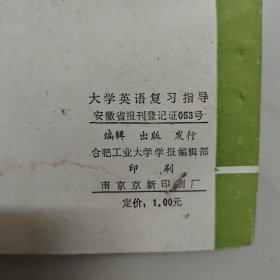 大学英语复习指导
安徽省报刊登记证053号
编辑 出版 发行
合肥工业大学学报编辑部
印刷
南京京新印刷厂
定价：1.00元